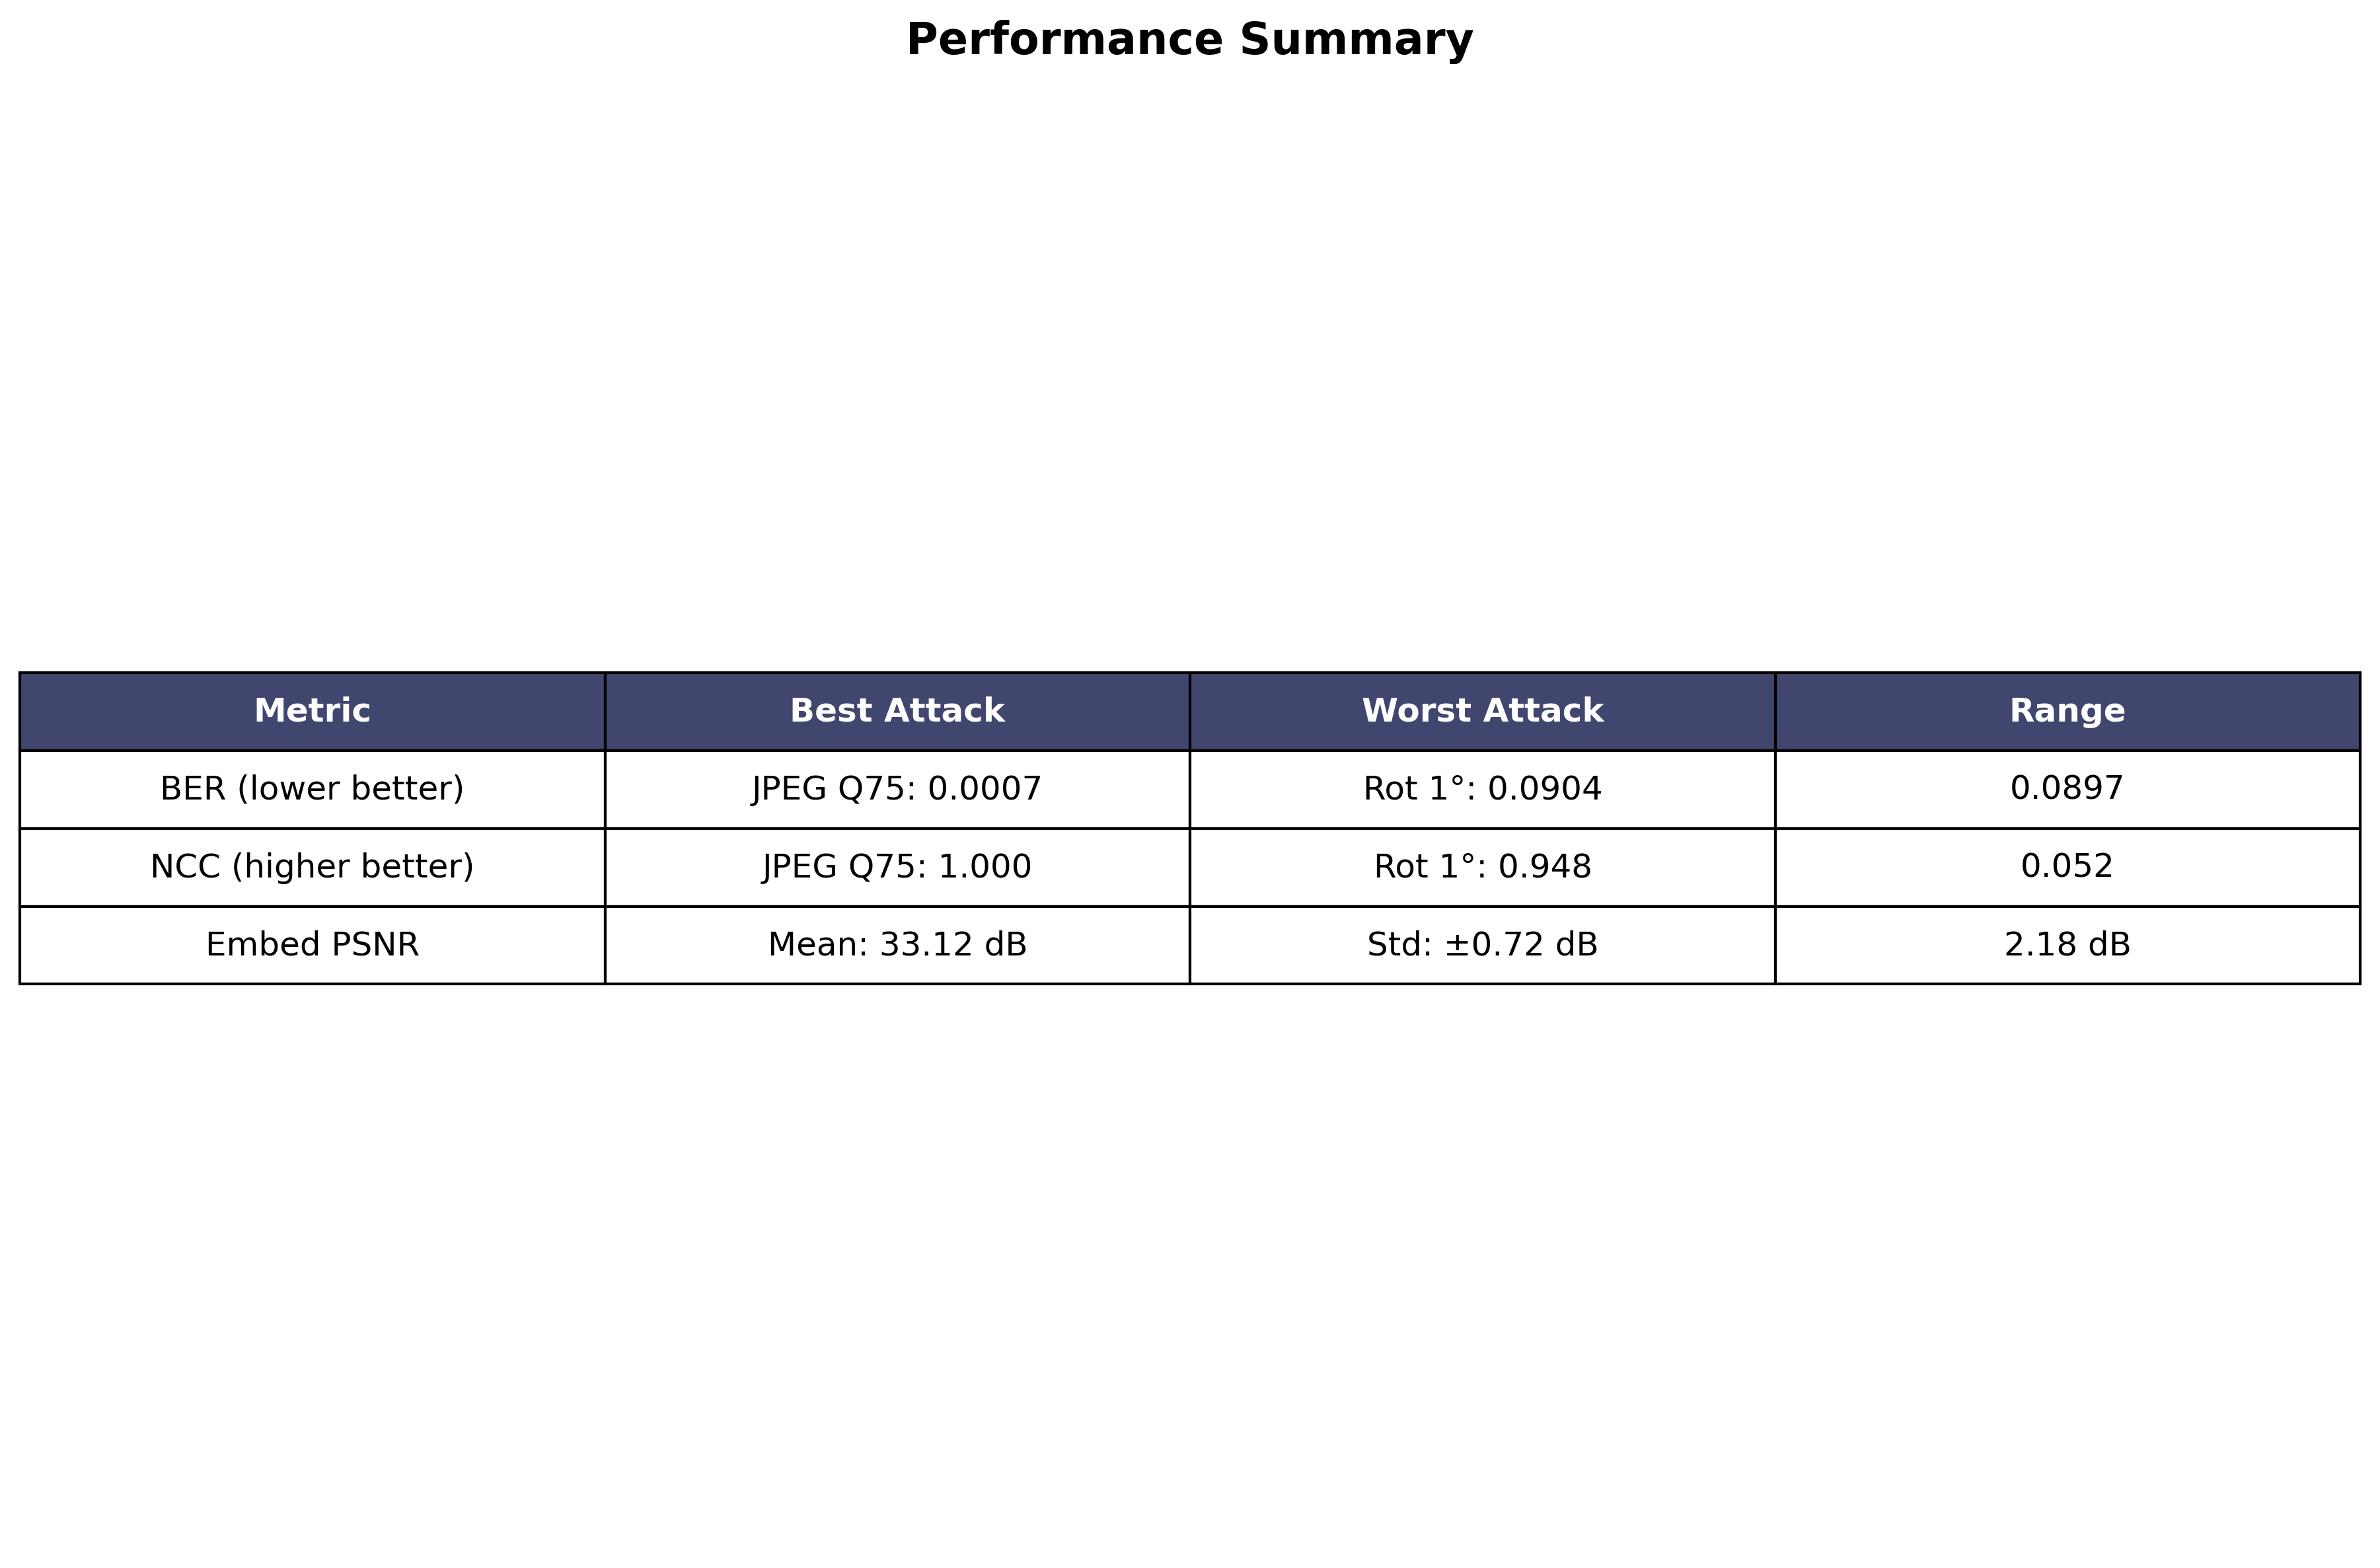 Performance Summary
Metric Best Attack Worst Attack Range
BER (lower better) JPEG Q75: 0.0007 Rot 1°: 0.0904 0.0897
NCC (higher better) JPEG Q75: 1.000 Rot 1°: 0.948 0.052
Embed PSNR Mean: 33.12 dB Std: ±0.72 dB 2.18 dB